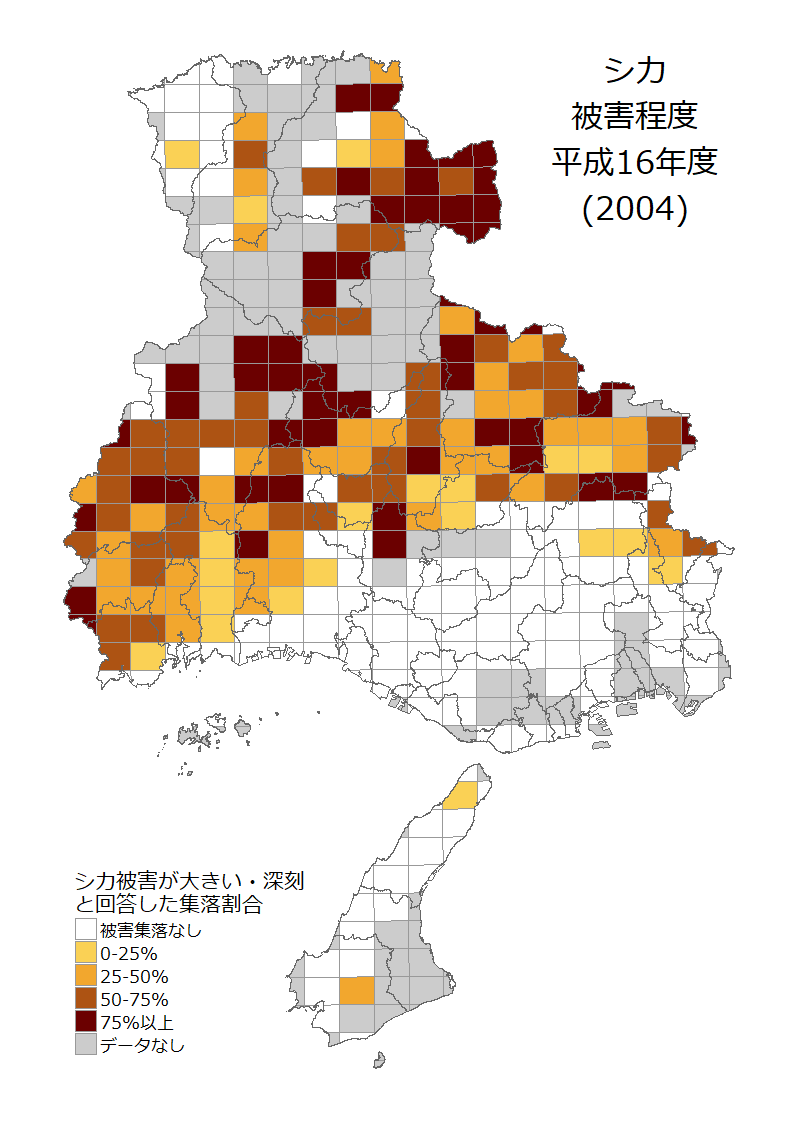 シカ
被害程度
平成16年度
(2004)
シカ被害が大きい・深刻
と回答した集落割合
被害集落なし
0-25%
25-50%
50-75%
75%以上
データなし